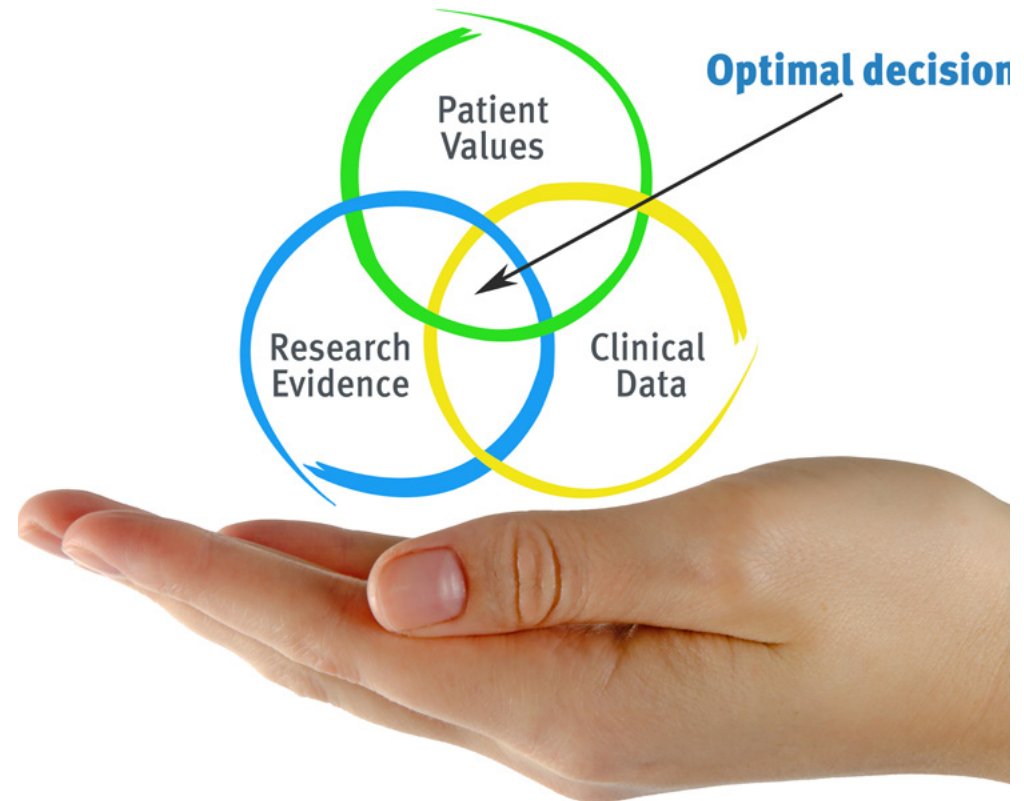 Patient
Values
Optimal decision
Research
Evidence
Clinical
Data